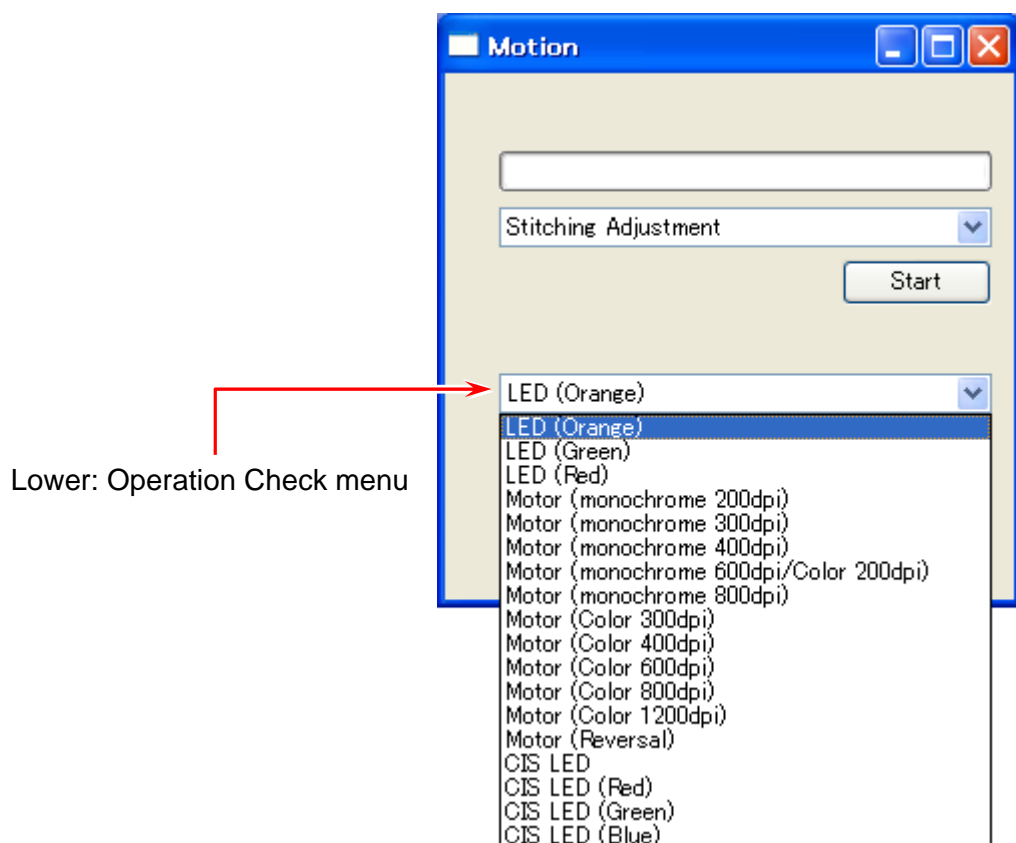 Motion
Stitching Adjustment
Start
LED (Orange)
Lower: Operation Check menu
LED (Orange)
LED (Green)
LED (Red)
Motor (monochrome 200dpi)
Motor (monochrome 300dpi)
Motor (monochrome 400dpi)
Motor (monochrome 600dpi/Color 200dpi)
Motor (monochrome 800dpi)
Motor (Color 300dpi)
Motor (Color 400dpi)
Motor (Color 600dpi)
Motor (Color 800dpi)
Motor (Color 1200dpi)
Motor (Reversal)
CIS LED
CIS LED (Red)
CIS LED (Green)
CIS LED (Blue)